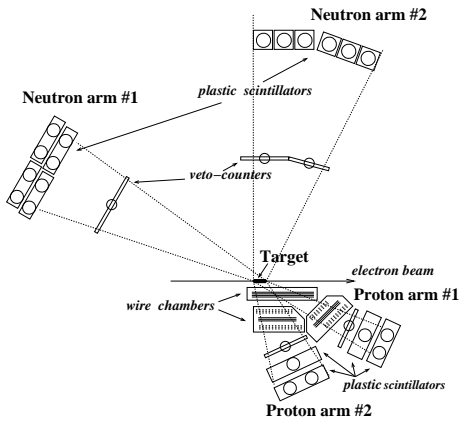 Neutron arm #2
plastic scintillators
Neutron arm #1
veto−counters
Target
electron beam
Proton arm #1
wire chambers
plastic scintillators
Proton arm #2